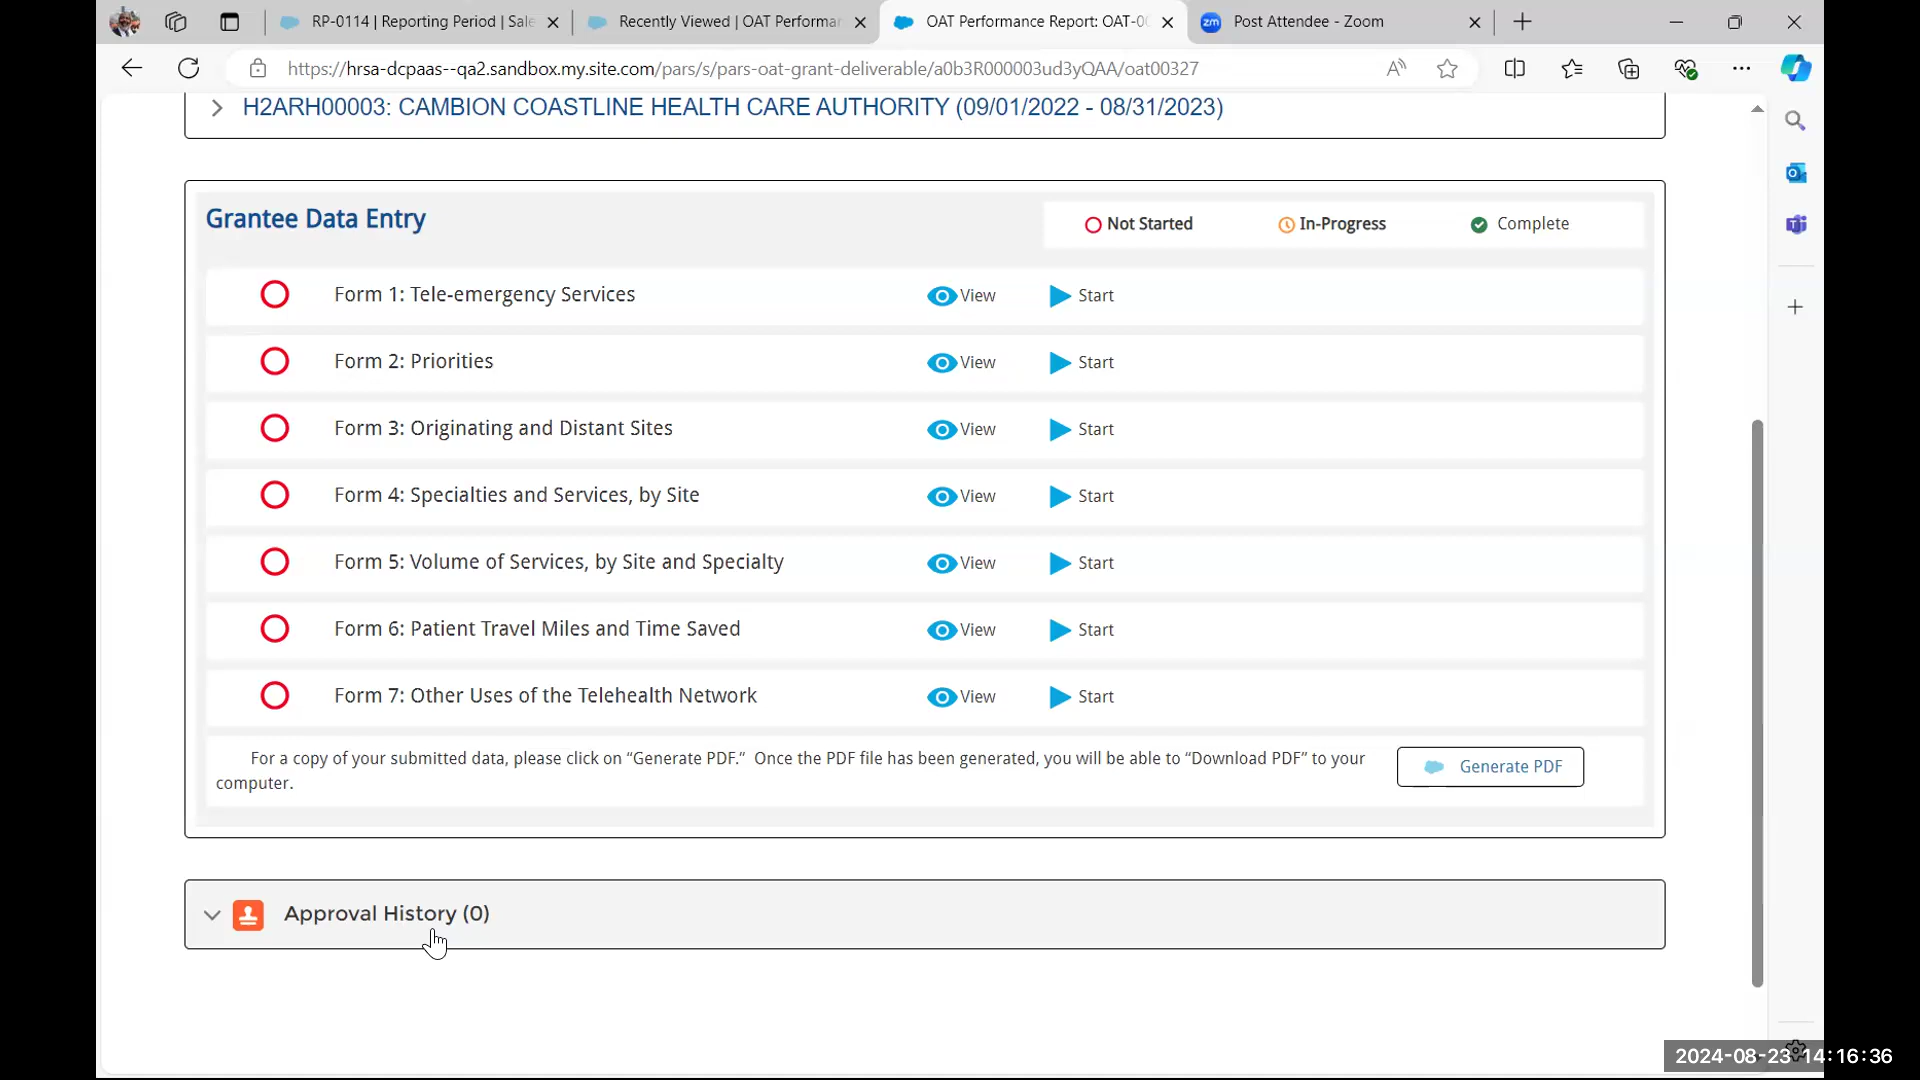 RP-0114 | Reporting Period | Sale
Recently Viewed | OAT Performar
OAT Performance Report: OAT-00
zm Post Attendee - Zoom
https://hrsa-dcpaas--qa2.sandbox.my.site.com/pars/s/pars-oat-grant-deliverable/a0b3R000003ud3yQAA/oat00327
H2ARH00003: CAMBION COASTLINE HEALTH CARE AUTHORITY (09/01/2022 - 08/31/2023)
Grantee Data Entry
Not Started In-Progress Complete
Form 1: Tele-emergency Services View Start
Form 2: Priorities View Start
Form 3: Originating and Distant Sites View Start
Form 4: Specialties and Services, by Site View Start
Form 5: Volume of Services, by Site and Specialty View Start
Form 6: Patient Travel Miles and Time Saved View Start
Form 7: Other Uses of the Telehealth Network View Start
For a copy of your submitted data, please click on “Generate PDF.” Once the PDF file has been generated, you will be able to “Download PDF” to your
computer.
Generate PDF
Approval History (0)
2024-08-23 14:16:36